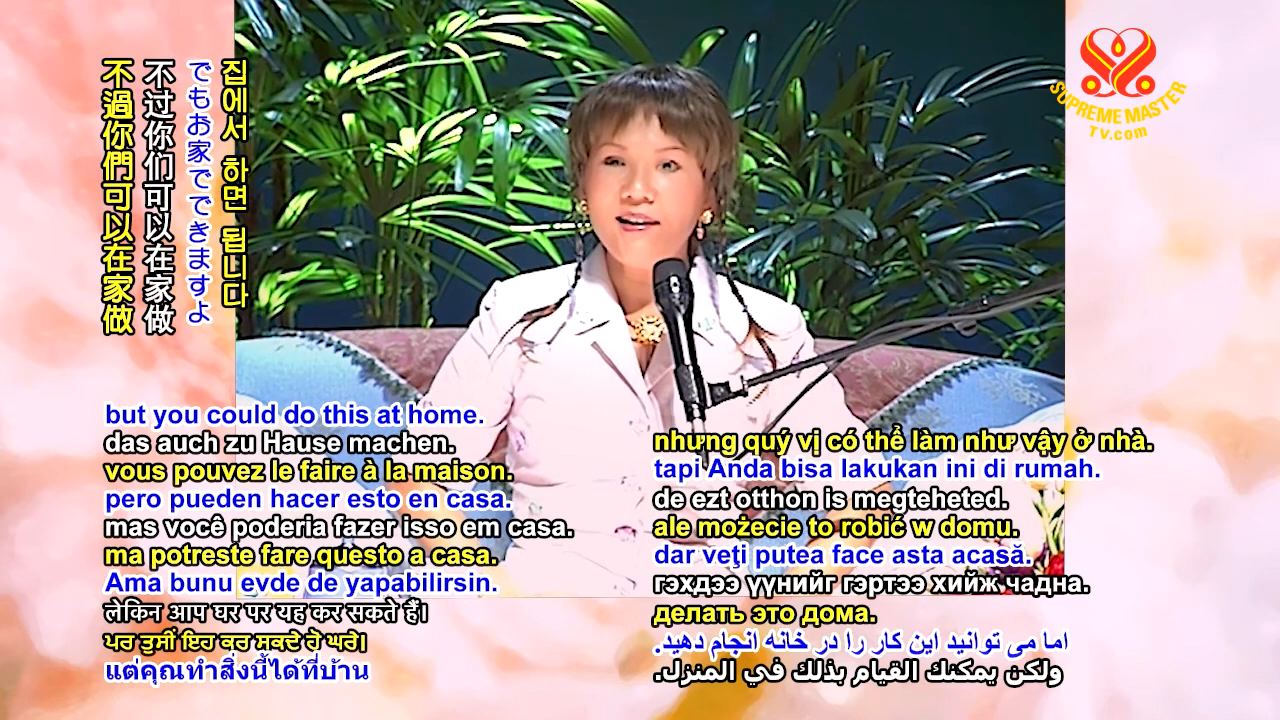 不過你們可以在家做
不过你们可以在家做
でもお家でできますよ
집에서 하면 됩니다
SUPREME MASTER
TV.com
but you could do this at home.
das auch zu Hause machen.
vous pouvez le faire à la maison.
pero pueden hacer esto en casa.
mas você poderia fazer isso em casa.
ma potreste fare questo a casa.
Ama bunu evde de yapabilirsin.
लेकिन आप घर पर यह कर सकते हैं।
ਪਰ ਤੁਸੀਂ ਇਹ ਕਰ ਸਕਦੇ ਹੋ ਘਰੇ।
แต่คุณทำสิ่งนี้ได้ที่บ้าน
nhưng quý vị có thể làm như vậy ở nhà.
tapi Anda bisa lakukan ini di rumah.
de ezt otthon is megteheted.
ale możecie to robić w domu.
dar veţi putea face asta acasă.
гэхдээ үүнийг гэртээ хийж чадна.
делать это дома.
اما می توانید این کار را در خانه انجام دهید.
ولكن يمكنك القيام بذلك في المنزل.